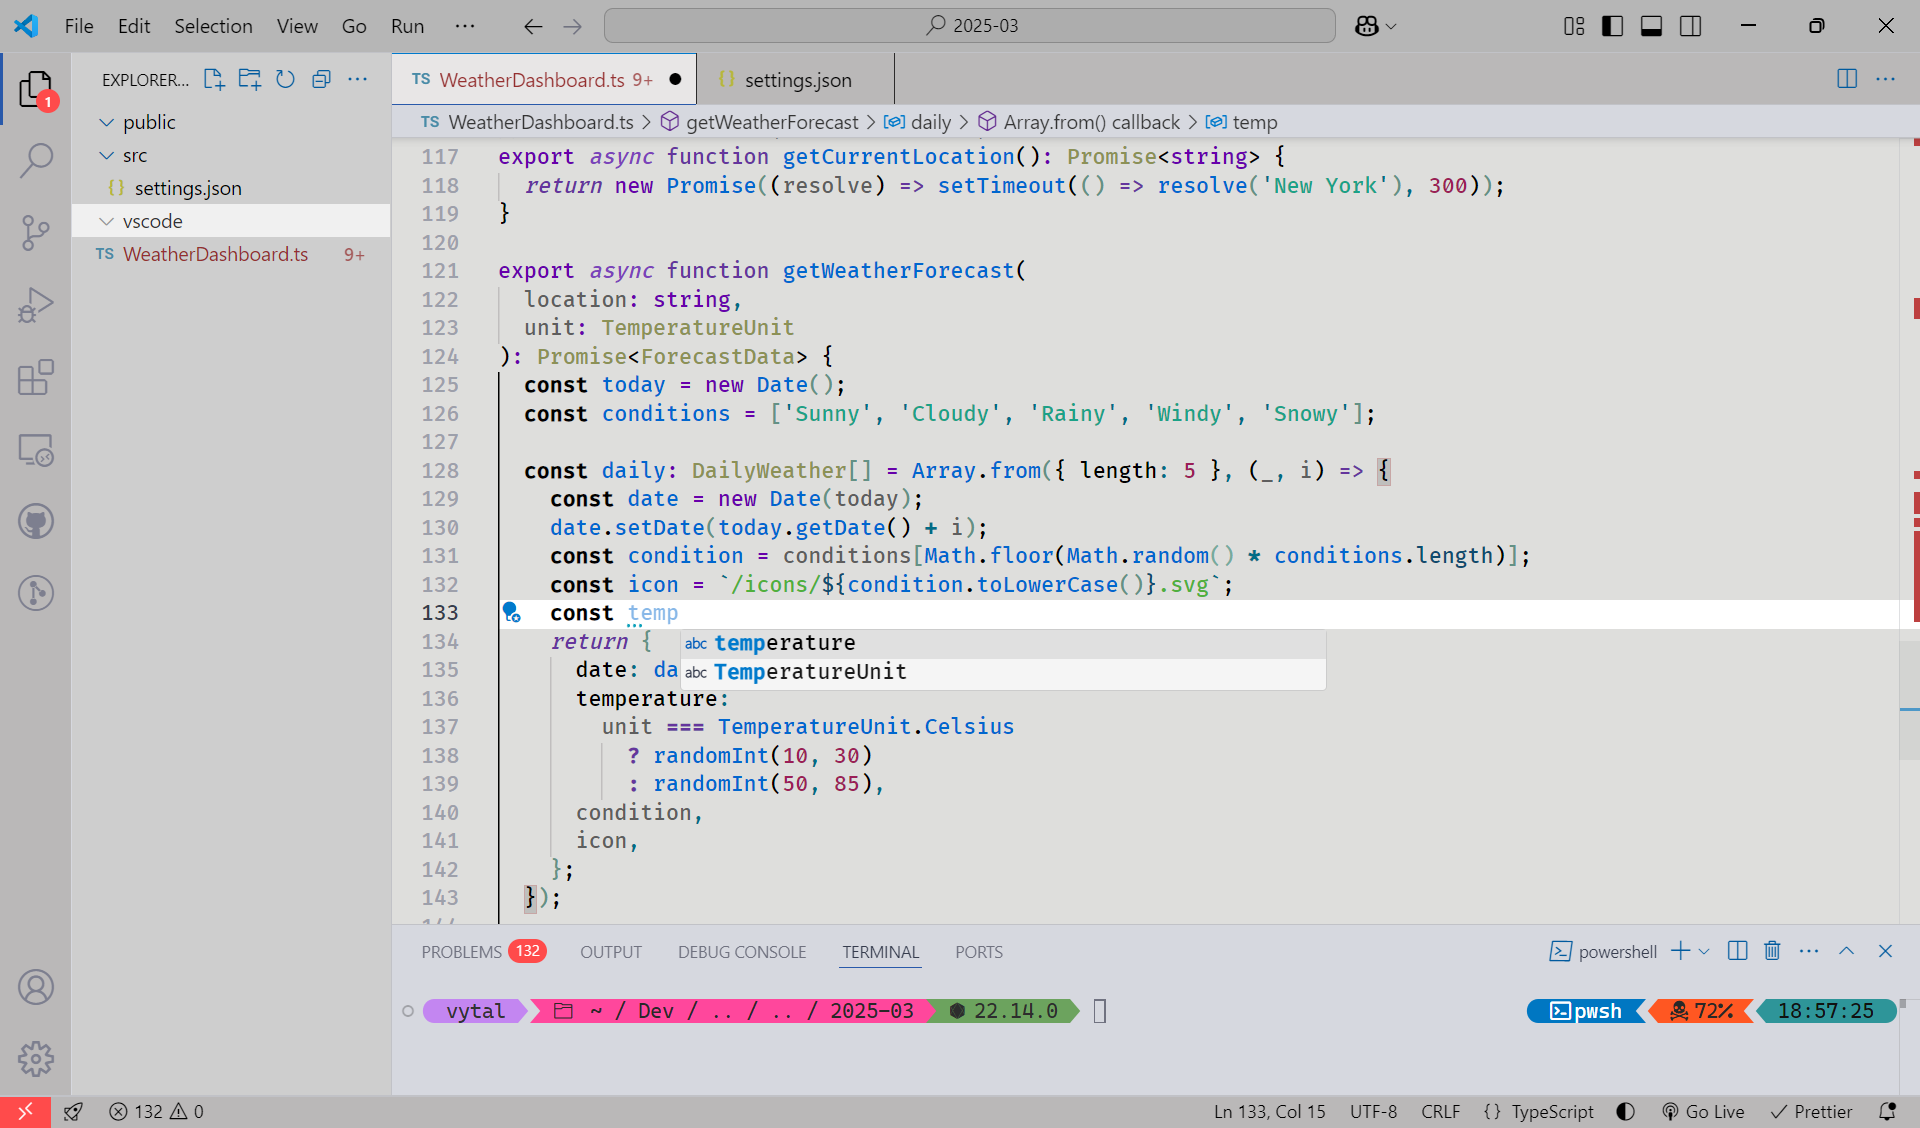 File Edit Selection View Go Run ··· 2025-03
EXPLORER... ···
1
public
src
{} settings.json
vscode
TS WeatherDashboard.ts 9+
TS WeatherDashboard.ts 9+ ● {} settings.json ···
TS WeatherDashboard.ts > getWeatherForecast > daily > Array.from() callback > temp
117 export async function getCurrentLocation(): Promise<string> {
118 return new Promise((resolve) => setTimeout(() => resolve('New York'), 300));
119 }
120
121 export async function getWeatherForecast(
122 location: string,
123 unit: TemperatureUnit
124 ): Promise<ForecastData> {
125 const today = new Date();
126 const conditions = ['Sunny', 'Cloudy', 'Rainy', 'Windy', 'Snowy'];
127
128 const daily: DailyWeather[] = Array.from({ length: 5 }, (_, i) => {
129 const date = new Date(today);
130 date.setDate(today.getDate() + i);
131 const condition = conditions[Math.floor(Math.random() * conditions.length)];
132 const icon = `/icons/${condition.toLowerCase()}.svg`;
133 const temp
134 return {
abc temperature
135 date: da
abc TemperatureUnit
136 temperature:
137 unit === TemperatureUnit.Celsius
138 ? randomInt(10, 30)
139 : randomInt(50, 85),
140 condition,
141 icon,
142 };
143 });
PROBLEMS 132 OUTPUT DEBUG CONSOLE TERMINAL PORTS powershell ···
vytal ~ / Dev / .. / .. / 2025-03 22.14.0 pwsh 72% 18:57:25
132 0 Ln 133, Col 15 UTF-8 CRLF {} TypeScript Go Live Prettier